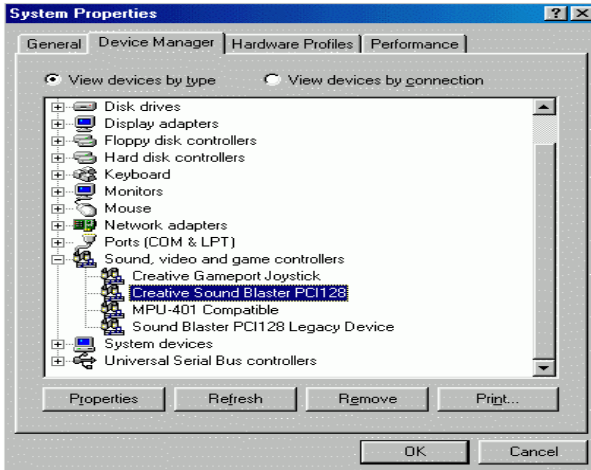 System Properties
General Device Manager Hardware Profiles Performance
View devices by type View devices by connection
Disk drives
Display adapters
Floppy disk controllers
Hard disk controllers
Keyboard
Monitors
Mouse
Network adapters
Ports (COM & LPT)
Sound, video and game controllers
Creative Gameport Joystick
Creative Sound Blaster PCI128
MPU-401 Compatible
Sound Blaster PCI128 Legacy Device
System devices
Universal Serial Bus controllers
Properties Refresh Remove Print...
OK Cancel